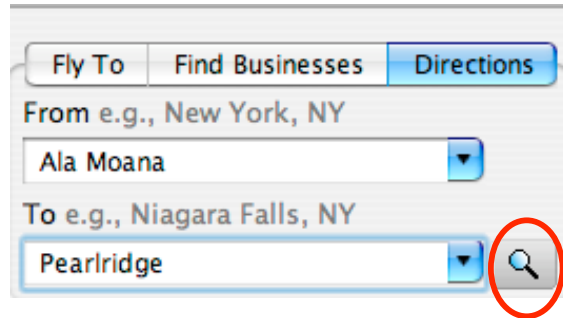 Fly To Find Businesses Directions
From e.g., New York, NY
Ala Moana
To e.g., Niagara Falls, NY
Pearlridge